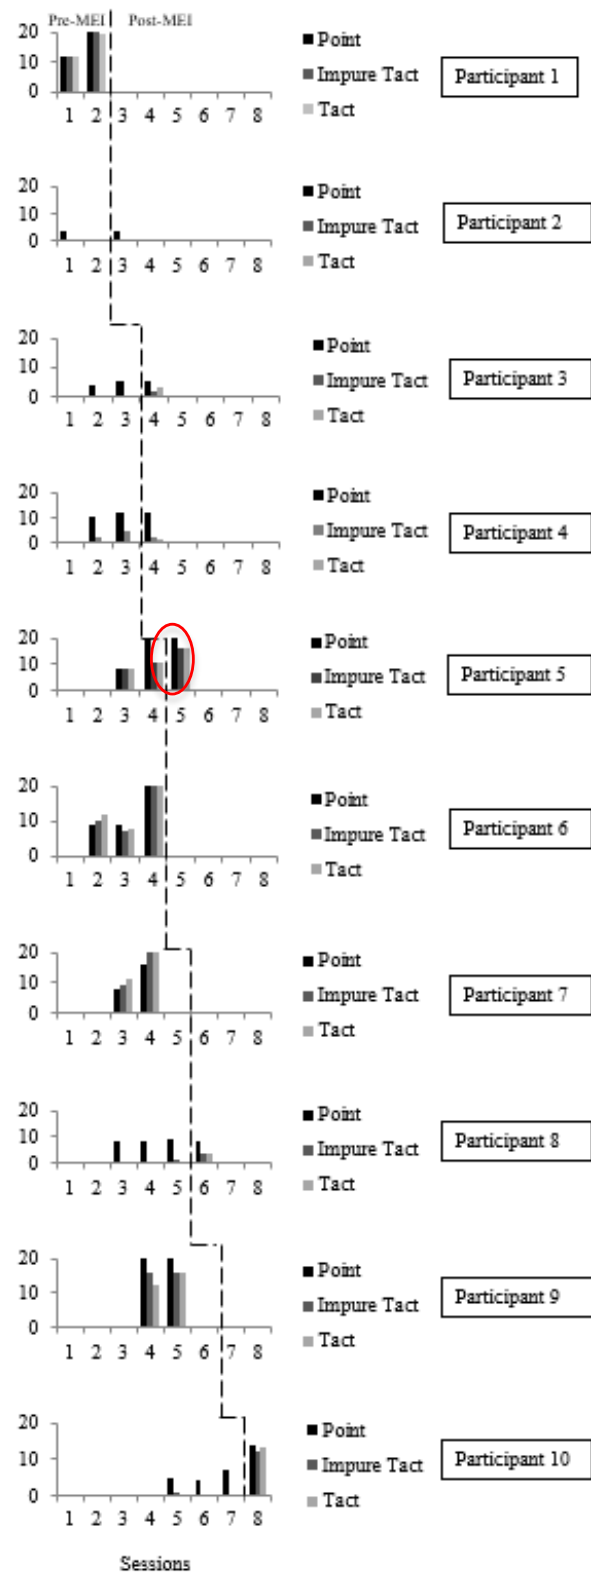 Pre-MEI Post-MEI
20
10
0
1 2 3 4 5 6 7 8
Point
Impure Tact
Tact
Participant 1
20
10
0
1 2 3 4 5 6 7 8
Point
Impure Tact
Tact
Participant 2
20
10
0
1 2 3 4 5 6 7 8
Point
Impure Tact
Tact
Participant 3
20
10
0
1 2 3 4 5 6 7 8
Point
Impure Tact
Tact
Participant 4
20
10
0
1 2 3 4 5 6 7 8
Point
Impure Tact
Tact
Participant 5
20
10
0
1 2 3 4 5 6 7 8
Point
Impure Tact
Tact
Participant 6
20
10
0
1 2 3 4 5 6 7 8
Point
Impure Tact
Tact
Participant 7
20
10
0
1 2 3 4 5 6 7 8
Point
Impure Tact
Tact
Participant 8
20
10
0
1 2 3 4 5 6 7 8
Point
Impure Tact
Tact
Participant 9
20
10
0
1 2 3 4 5 6 7 8
Point
Impure Tact
Tact
Participant 10
Sessions